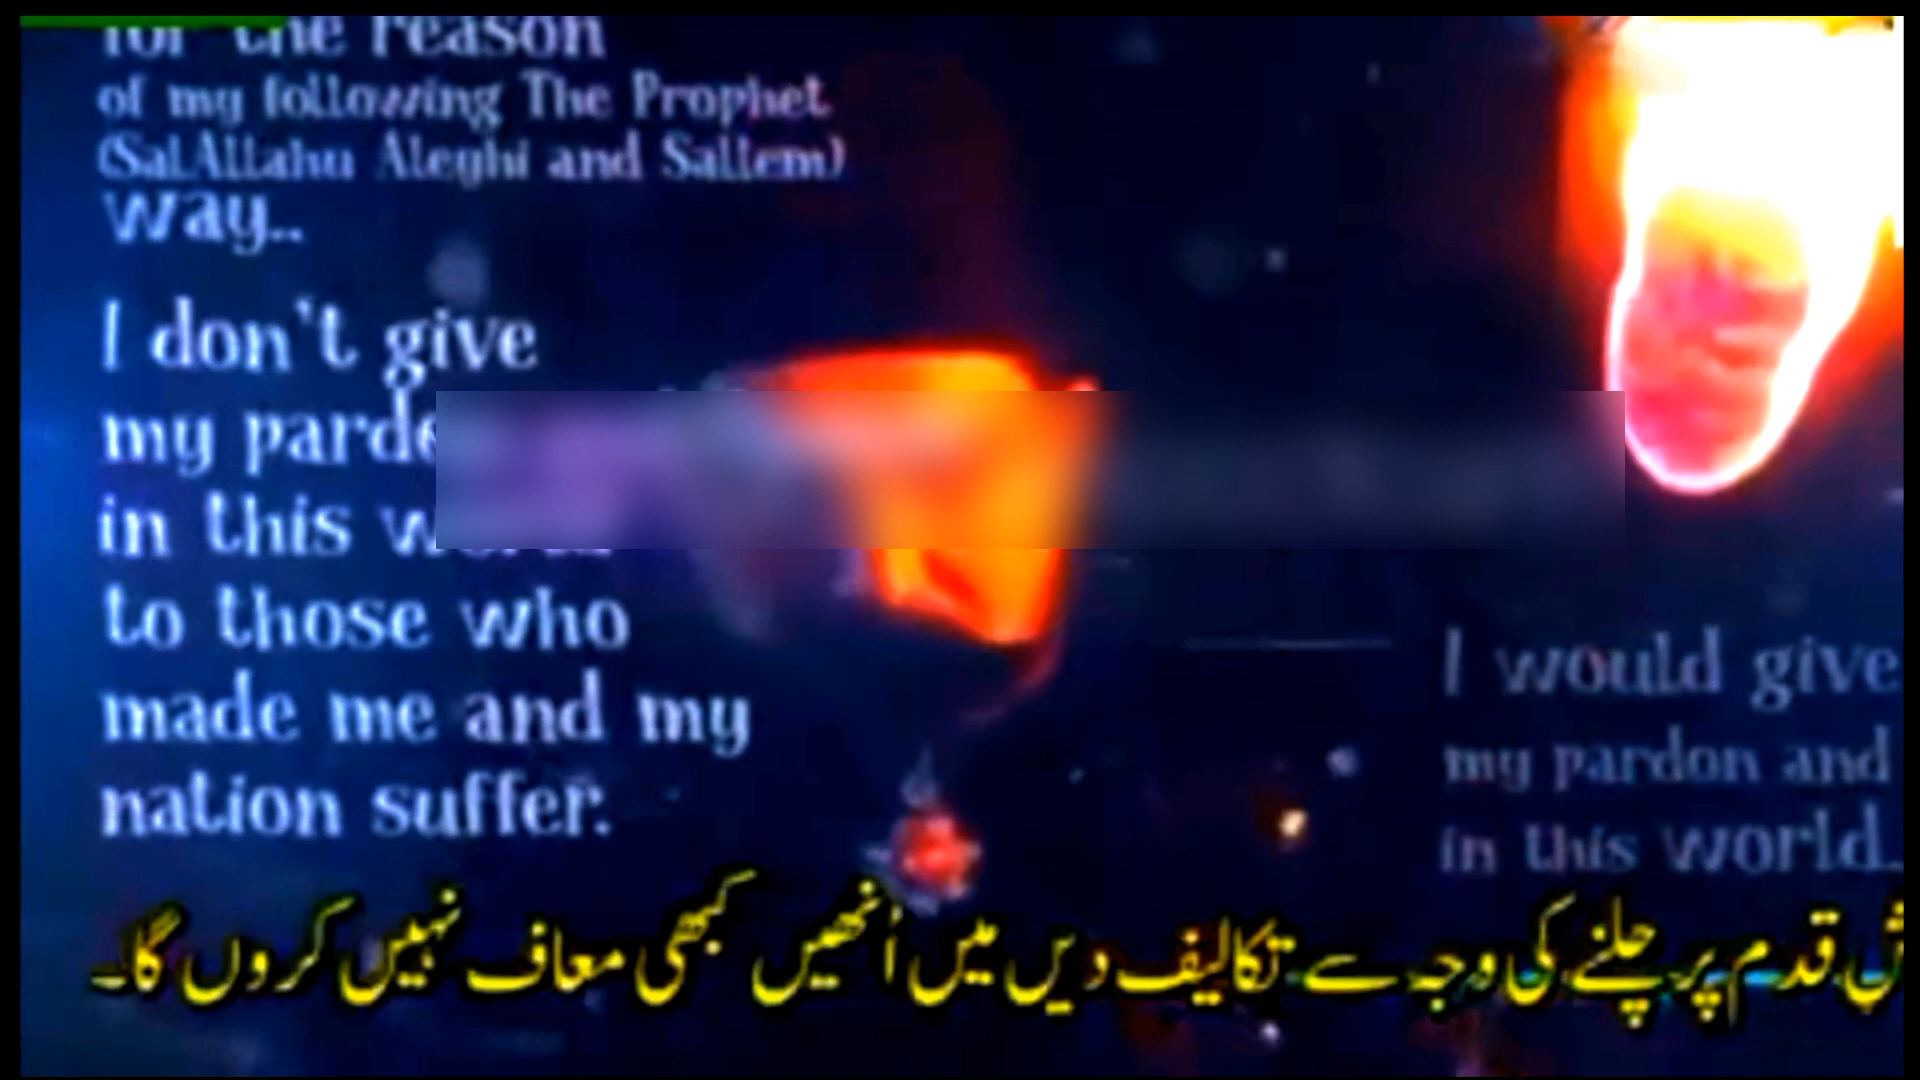 for the reason
of my following The Prophet
(SalAllahu Aleyhi and Sallem)
way..
I don't give
my
in this
to those who
made me and my
nation suffer.
I would give
my pardon and
in this world..
قدم پر چلنے کی وجہ سے تکالیف دیں میں اُنھیں کبھی معاف نہیں کروں گا۔